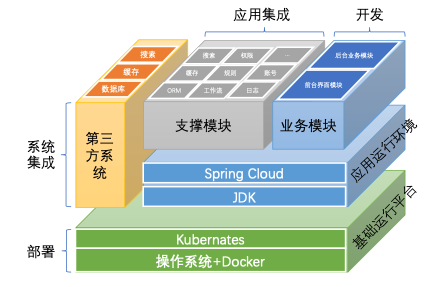 应用集成
开发
搜索
缓存
数据库
搜索
权限
...
缓存
规则
账号
ORM
工作流
日志
后台业务模块
前台界面模块
系统
集成
第三
方系
统
支撑模块
业务模块
应用运行环境
Spring Cloud
JDK
基础运行平台
部署
Kubernates
操作系统+Docker